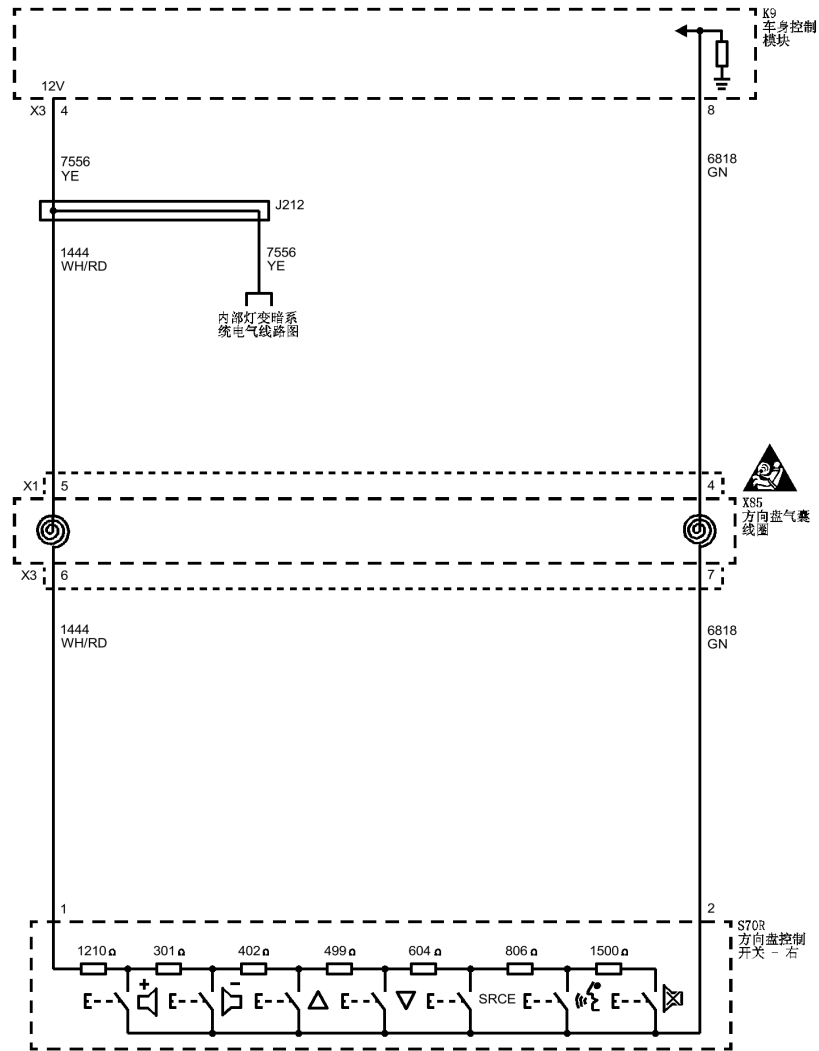 K9
车身控制
模块
12V
X3 4
8
7556
YE
6818
GN
J212
1444
WH/RD
7556
YE
内部灯变暗系
统电气线路图
X1 5
4
X85
方向盘气囊
线圈
X3 6
7
1444
WH/RD
6818
GN
1
2
S70R
方向盘控制
开关 - 右
1210Ω 301Ω 402Ω 499Ω 604Ω 806Ω 1500Ω
SRCE